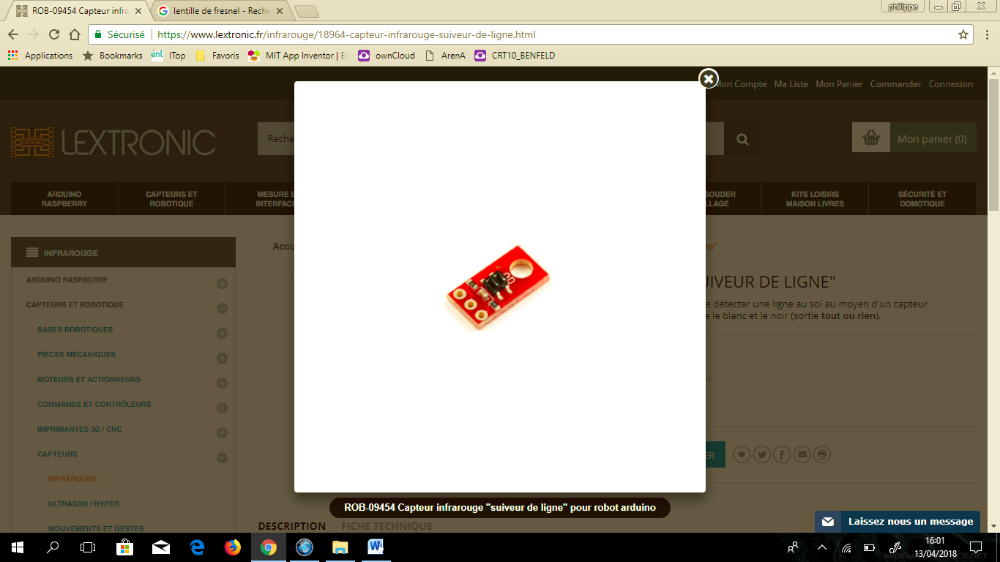 ROB-09454 Capteur infra
lentille de fresnel - Reche
philippe
Sécurisé
https://www.lextronic.fr/infrarouge/18964-capteur-infrarouge-suiveur-de-ligne.html
Applications Bookmarks ITop Favoris MIT App Inventor | Ex ownCloud ArenA CRT10_BENFELD
Mon Compte Ma Liste Mon Panier Commander Connexion
LEXTRONIC
Reche
Mon panier (0)
ARDUINO
RASPBERRY
CAPTEURS ET
ROBOTIQUE
MESURE E
INTERFAC
SOUDER
LLAGE
KITS LOISIRS
MAISON LIVRES
SÉCURITÉ ET
DOMOTIQUE
INFRAROUGE
ARDUINO RASPBERRY
CAPTEURS ET ROBOTIQUE
BASES ROBOTIQUES
PIÈCES MÉCANIQUES
MOTEURS ET ACTIONNEURS
COMMANDE ET CONTRÔLEURS
IMPRIMANTES 3D / CNC
CAPTEURS
INFRAROUGE
ULTRASON / HYPER
MOUVEMENTS ET GESTES
Accu
ne"
UIVEUR DE LIGNE"
e détecter une ligne au sol au moyen d'un capteur
e le blanc et le noir (sortie tout ou rien).
ER
ROB-09454 Capteur infrarouge "suiveur de ligne" pour robot arduino
DESCRIPTION FICHE TECHNIQUE
Laissez nous un message
16:01
13/04/2018